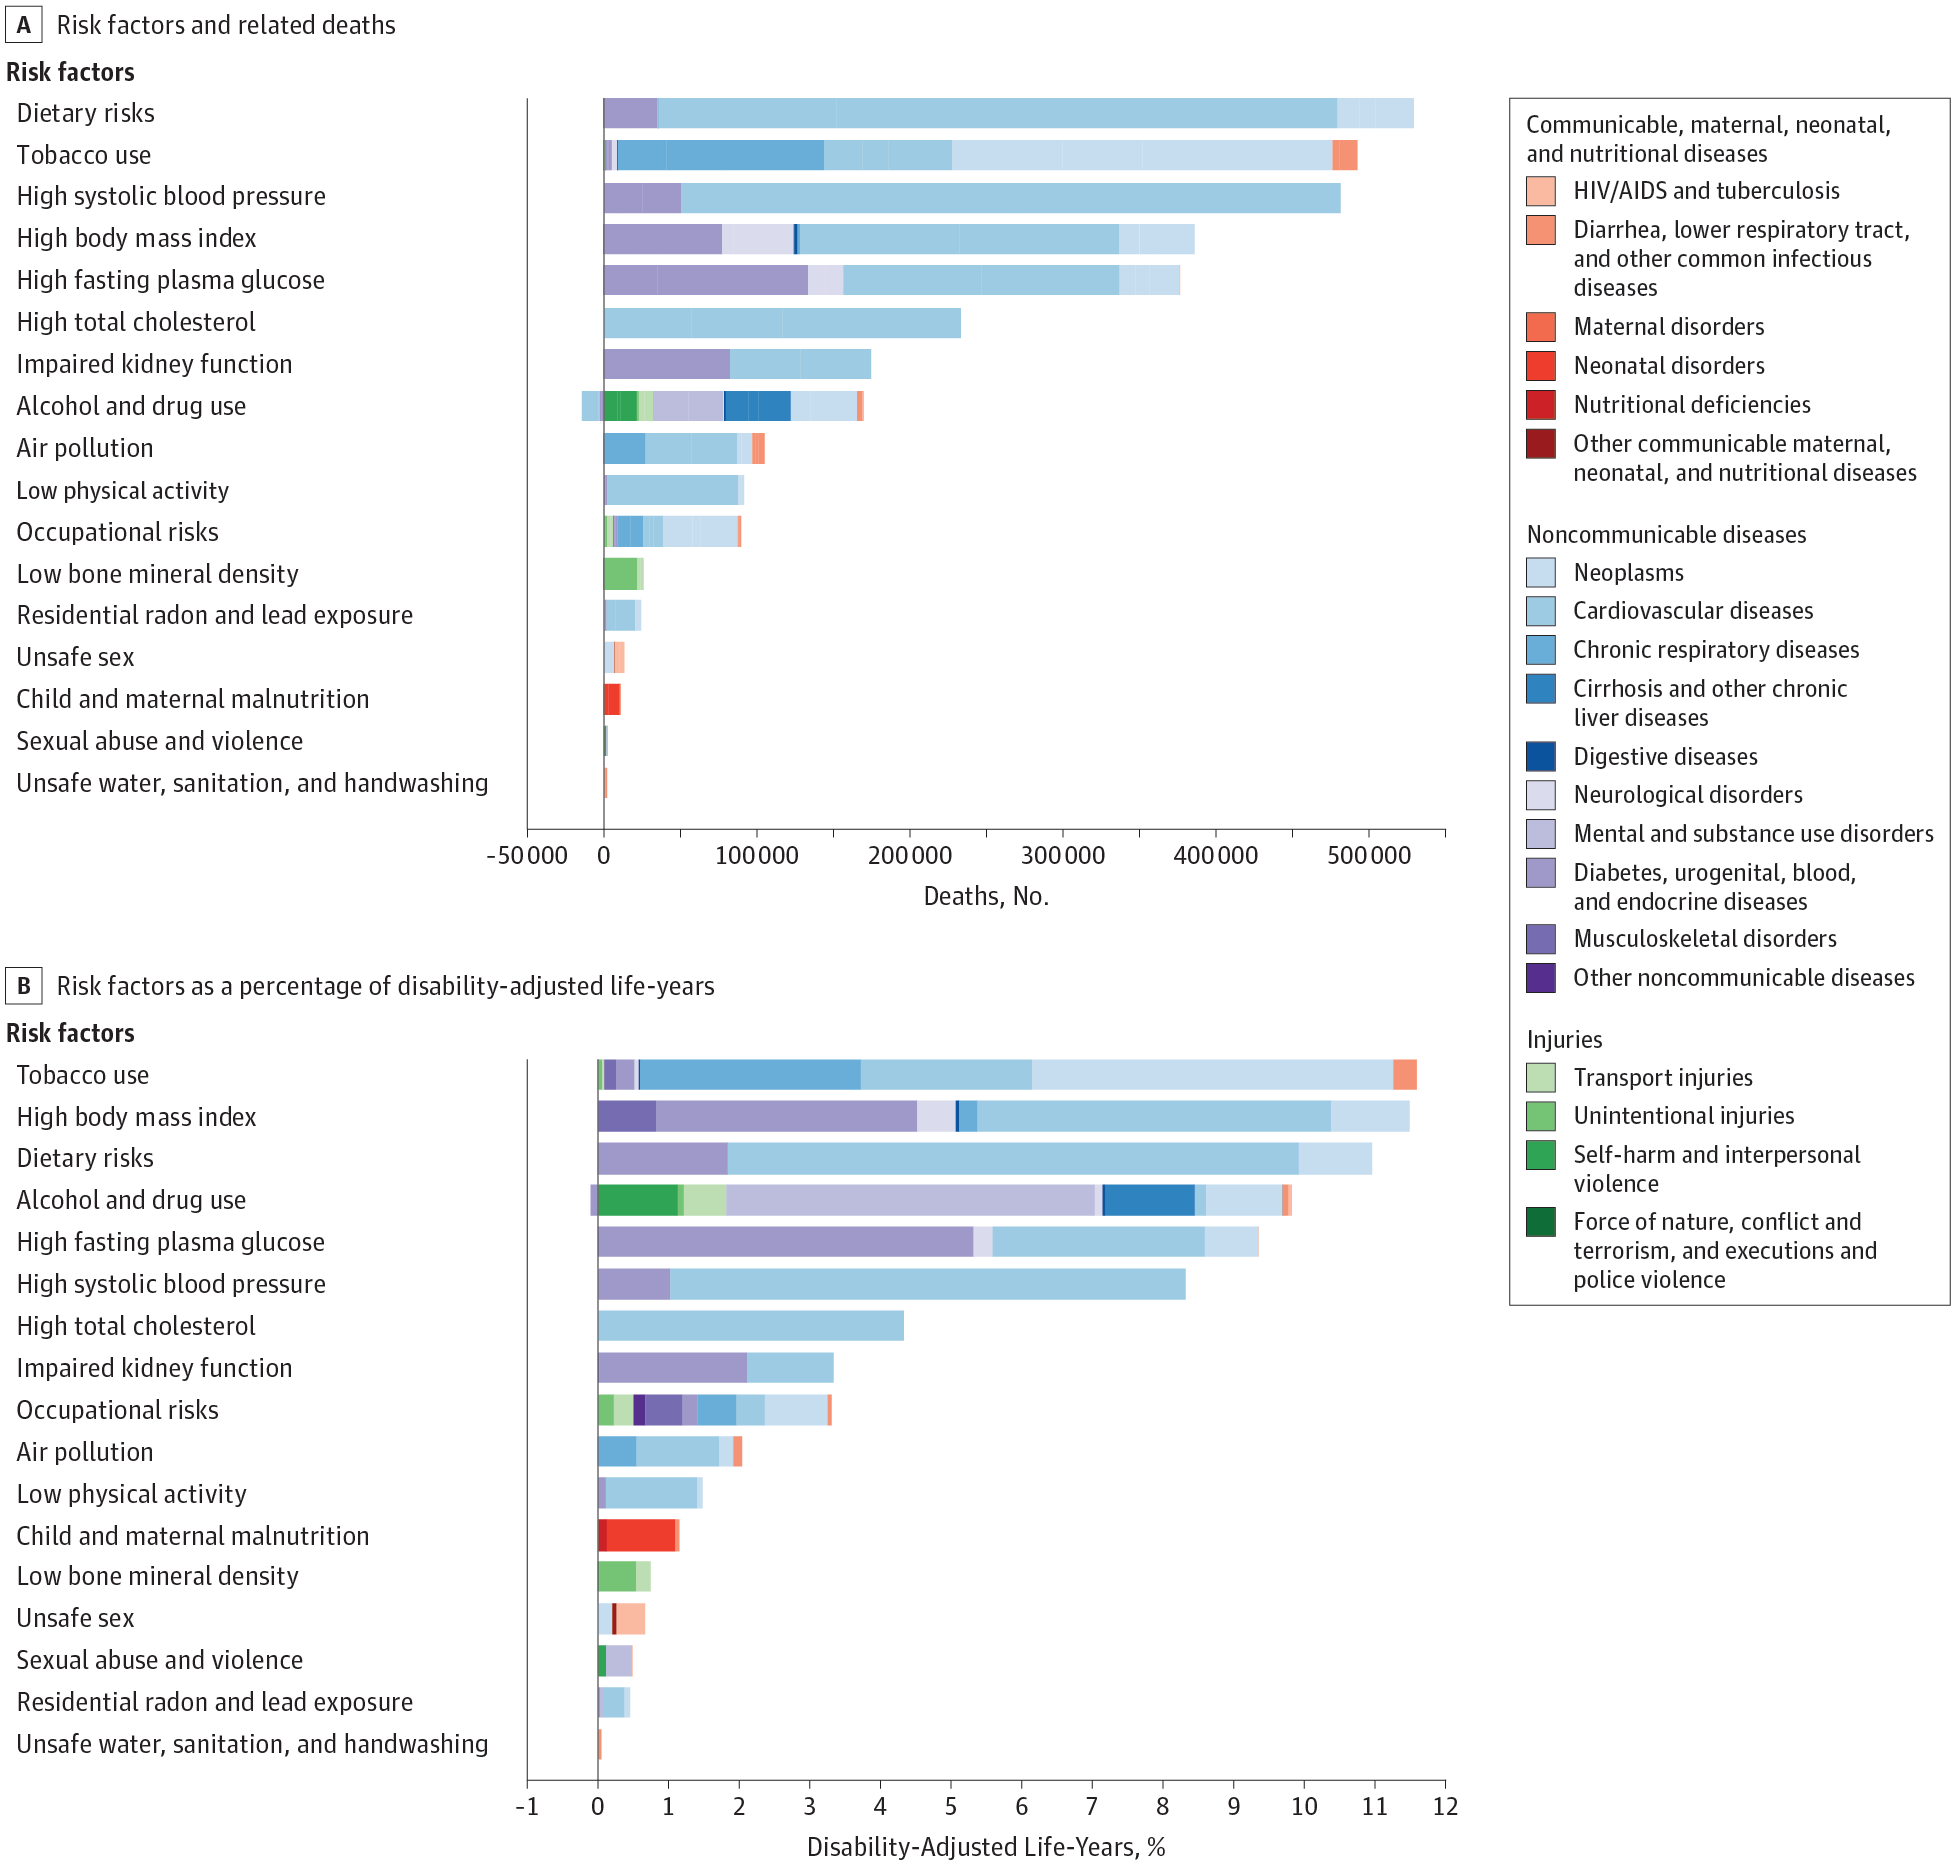 A Risk factors and related deaths
Risk factors
Dietary risks
Tobacco use
High systolic blood pressure
High body mass index
High fasting plasma glucose
High total cholesterol
Impaired kidney function
Alcohol and drug use
Air pollution
Low physical activity
Occupational risks
Low bone mineral density
Residential radon and lead exposure
Unsafe sex
Child and maternal malnutrition
Sexual abuse and violence
Unsafe water, sanitation, and handwashing
-50000 0 100000 200000 300000 400000 500000
Deaths, No.
Communicable, maternal, neonatal,
and nutritional diseases
HIV/AIDS and tuberculosis
Diarrhea, lower respiratory tract,
and other common infectious
diseases
Maternal disorders
Neonatal disorders
Nutritional deficiencies
Other communicable maternal,
neonatal, and nutritional diseases
Noncommunicable diseases
Neoplasms
Cardiovascular diseases
Chronic respiratory diseases
Cirrhosis and other chronic
liver diseases
Digestive diseases
Neurological disorders
Mental and substance use disorders
Diabetes, urogenital, blood,
and endocrine diseases
Musculoskeletal disorders
Other noncommunicable diseases
Injuries
Transport injuries
Unintentional injuries
Self-harm and interpersonal
violence
Force of nature, conflict and
terrorism, and executions and
police violence
B Risk factors as a percentage of disability-adjusted life-years
Risk factors
Tobacco use
High body mass index
Dietary risks
Alcohol and drug use
High fasting plasma glucose
High systolic blood pressure
High total cholesterol
Impaired kidney function
Occupational risks
Air pollution
Low physical activity
Child and maternal malnutrition
Low bone mineral density
Unsafe sex
Sexual abuse and violence
Residential radon and lead exposure
Unsafe water, sanitation, and handwashing
-1 0 1 2 3 4 5 6 7 8 9 10 11 12
Disability-Adjusted Life-Years, %